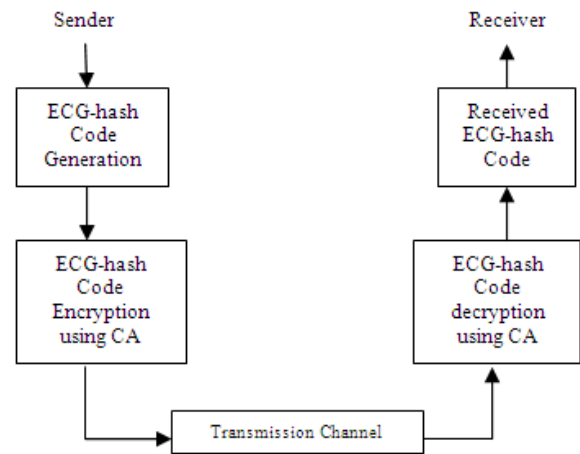 Sender
Receiver
ECG-hash
Code
Generation
Received
ECG-hash
Code
ECG-hash
Code
Encryption
using CA
ECG-hash
Code
decryption
using CA
Transmission Channel